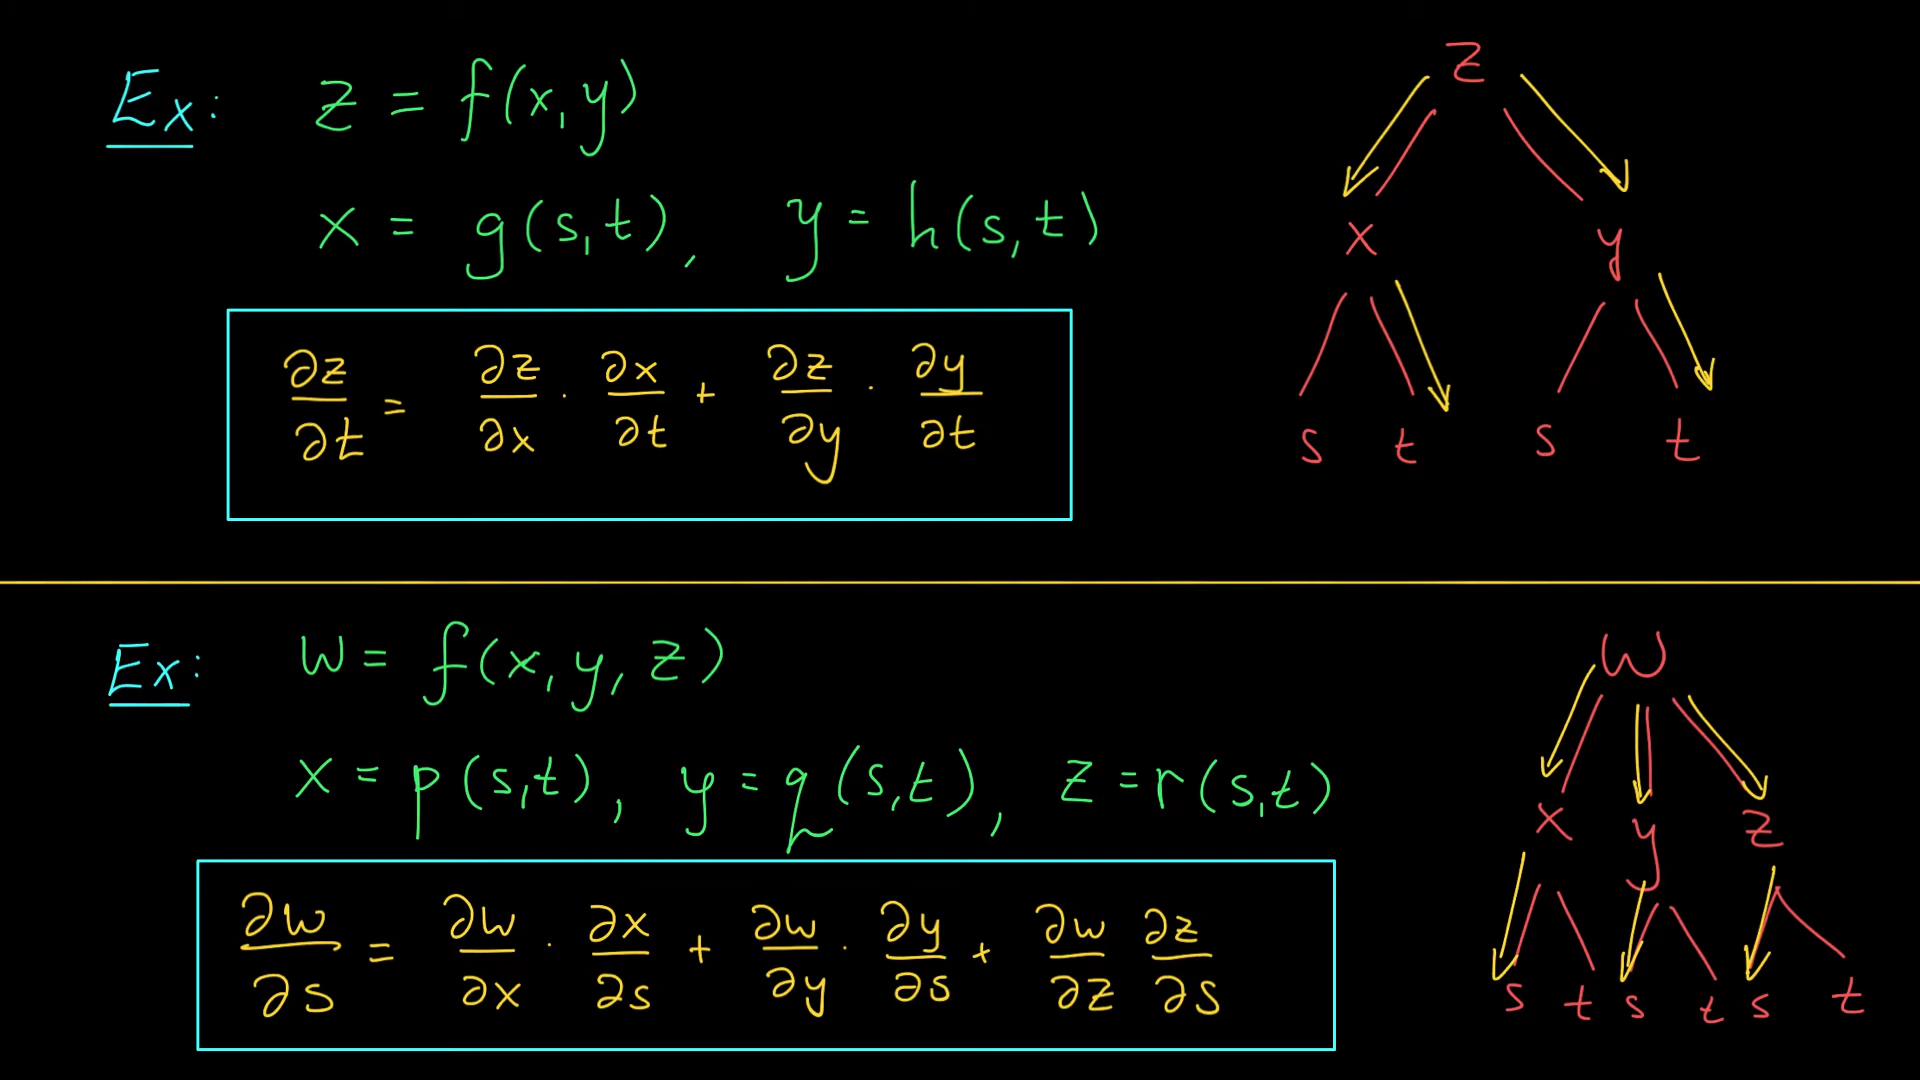 Ex: z = f(x,y)
x = g(s,t), y = h(s,t)
∂z/∂t = ∂z/∂x · ∂x/∂t + ∂z/∂y · ∂y/∂t
z
x y
s t s t
Ex: w = f(x,y,z)
x = p(s,t), y = q(s,t), z = r(s,t)
∂w/∂s = ∂w/∂x · ∂x/∂s + ∂w/∂y · ∂y/∂s + ∂w/∂z ∂z/∂s
w
x y z
s t s t s t